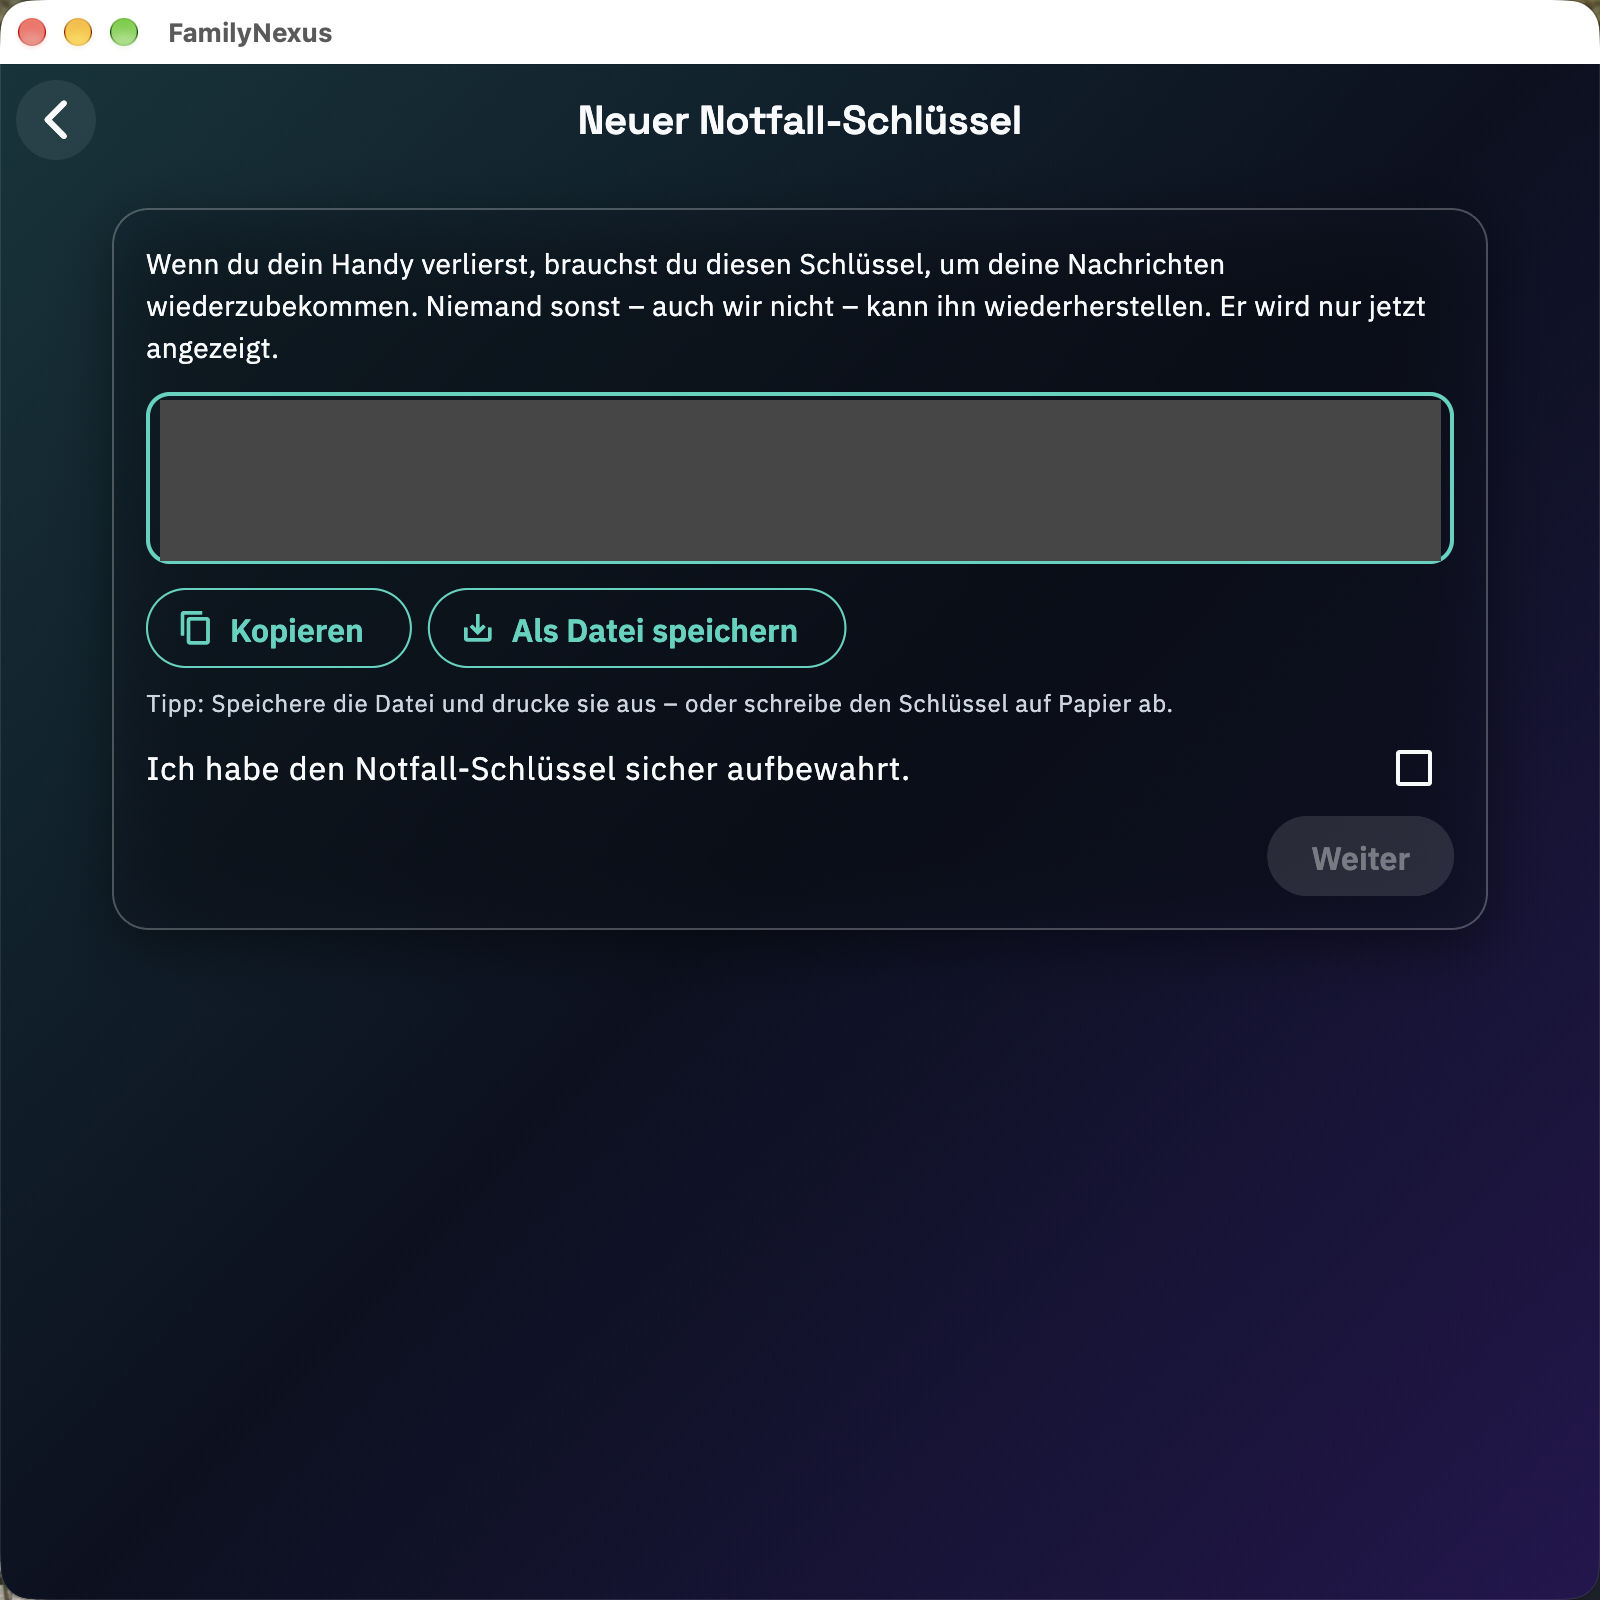 FamilyNexus
Neuer Notfall-Schlüssel
Wenn du dein Handy verlierst, brauchst du diesen Schlüssel, um deine Nachrichten
wiederzubekommen. Niemand sonst – auch wir nicht – kann ihn wiederherstellen. Er wird nur jetzt
angezeigt.
Kopieren
Als Datei speichern
Tipp: Speichere die Datei und drucke sie aus – oder schreibe den Schlüssel auf Papier ab.
Ich habe den Notfall-Schlüssel sicher aufbewahrt.
Weiter